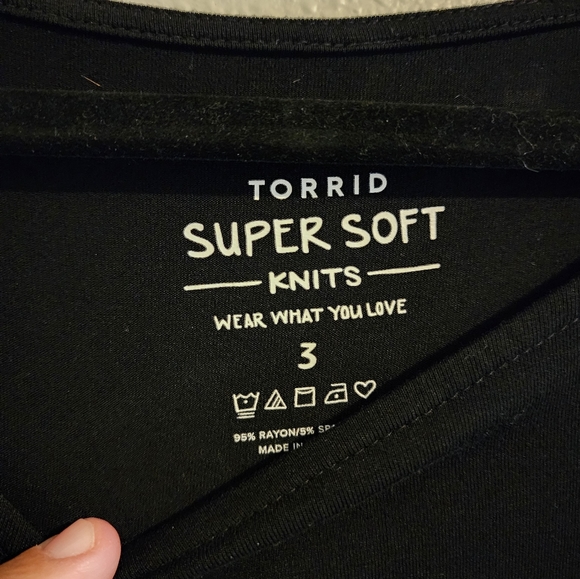 TORRID
SUPER SOFT
KNITS
WEAR WHAT YOU LOVE
3
95% RAYON/5%
MADE IN